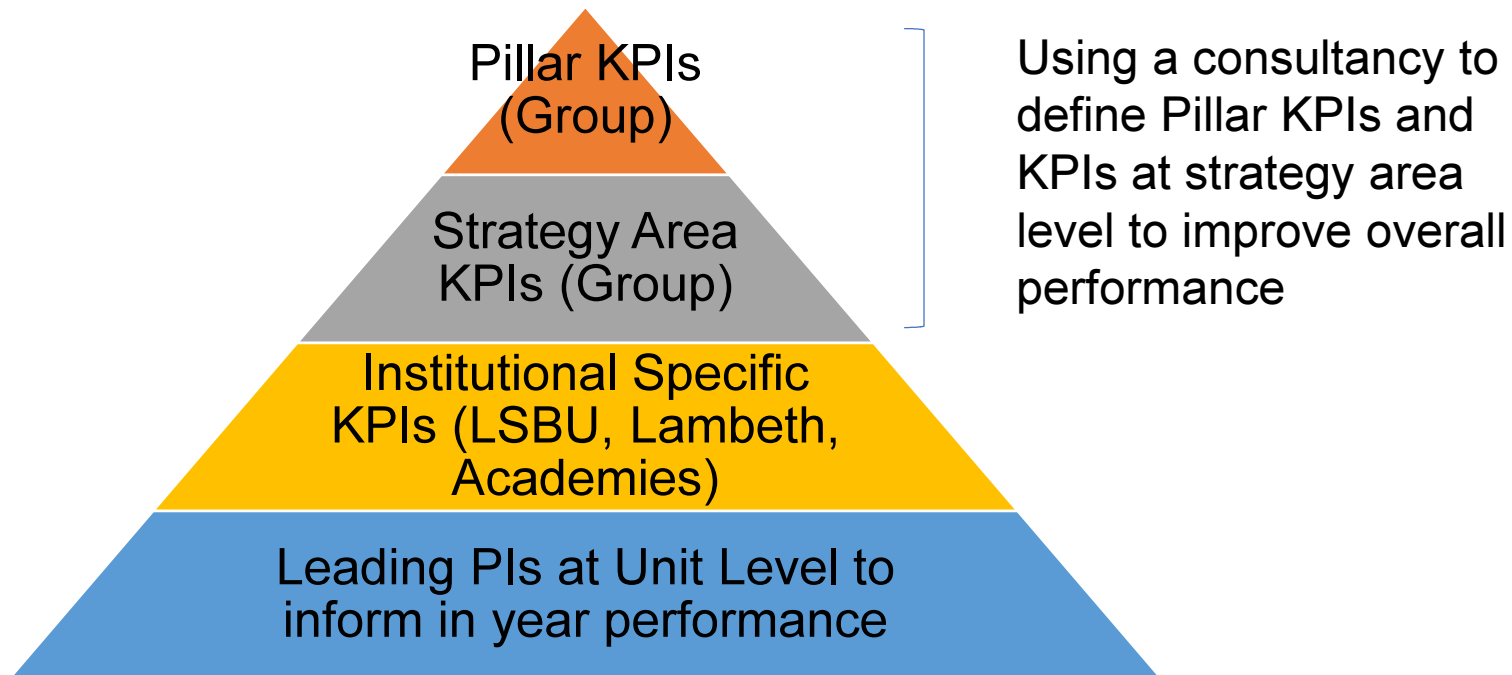 Pillar KPIs
(Group)
Strategy Area
KPIs (Group)
Institutional Specific
KPIs (LSBU, Lambeth,
Academies)
Leading PIs at Unit Level to
inform in year performance
Using a consultancy to
define Pillar KPIs and
KPIs at strategy area
level to improve overall
performance